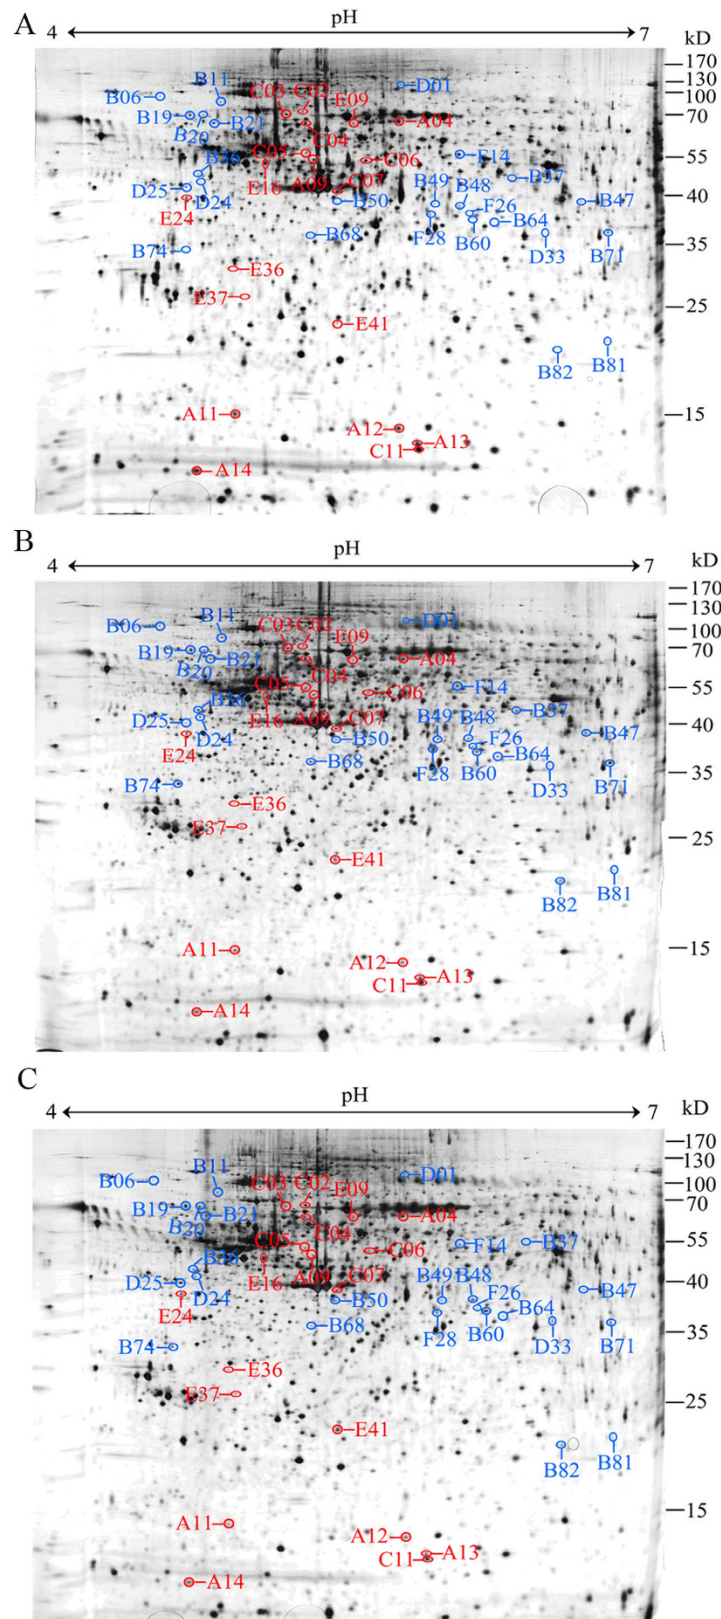 A
pH
4 7
kD
170
130
D01
B11
C03 C02
100
B06
E09
B19 B21 A04 70
B20 C04
C05 F14 55
B36 C06
E16 A09 C07 B49 B48 B37
D25 B50 F26 B47 40
E24 D24 B64
B68 F28 B60 35
B74 D33 B71
E36
E37 25
E41
B82 B81
A11 A12 15
A13
C11
A14
B
pH
4 7
kD
170
130
D01
B11
B06 C03 C02 100
E09
B19 B21 A04 70
B20 C04
C05 F14 55
B36 C06
E16 A09 C07 B49 B48 B37
D25 B50 F26 B47 40
E24 D24 B64
B68 F28 B60 35
B74 D33 B71
E36
E37 25
E41
B82 B81
A11 15
A12
A13
C11
A14
C
pH
4 7
kD
170
130
B11 D01
B06 C03 C02 100
E09
B19 B21 A04 70
B20 C04
C05 F14 B37 55
B36 C06
E16 A09 C07 B49 B48
D25 B50 F26 B47 40
E24 D24 B64
B68 F28 B60 35
B74 D33 B71
E36
E37 25
E41
B82 B81
A11 15
A12
A13
C11
A14